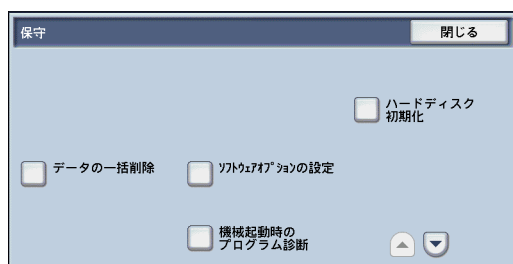 保守
閉じる
ハードディスク
初期化
データの一括削除
ｿﾌﾄｳｪｱｵﾌﾟｼｮﾝの設定
機械起動時の
プログラム診断